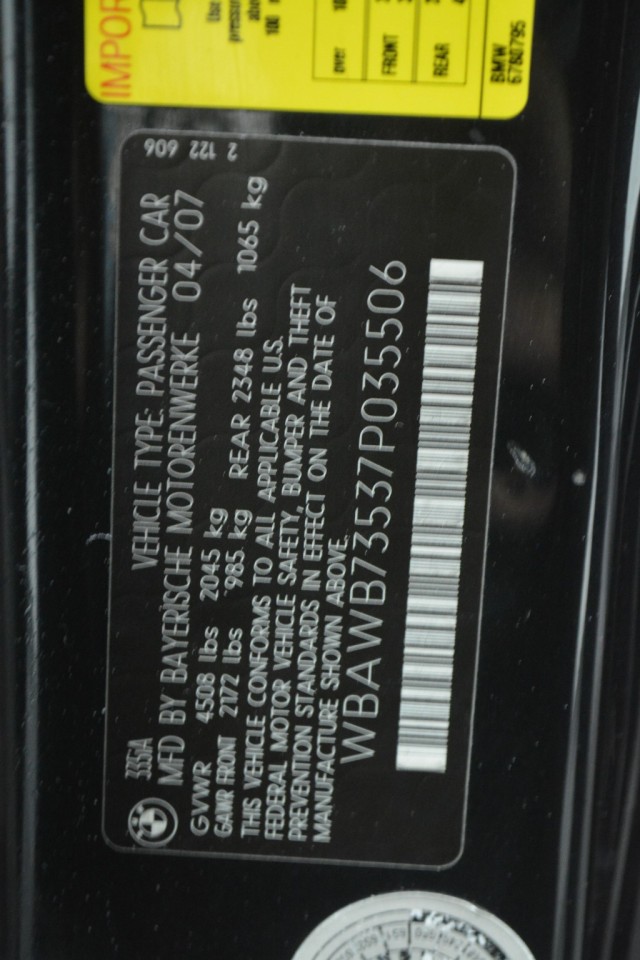 335iA
VEHICLE TYPE: PASSENGER CAR
MFD BY BAYERISCHE MOTORENWERKE 04/07
GVWR 4508 lbs 2045 kg
GAWR FRONT 2172 lbs 985 kg REAR 2348 lbs 1065 kg
THIS VEHICLE CONFORMS TO ALL APPLICABLE U.S.
FEDERAL MOTOR VEHICLE SAFETY, BUMPER AND THEFT
PREVENTION STANDARDS IN EFFECT ON THE DATE OF
MANUFACTURE SHOWN ABOVE.
WBAWB73537P035506
2 122 606
IMPOR
over
FRONT
REAR
BMW
6780795